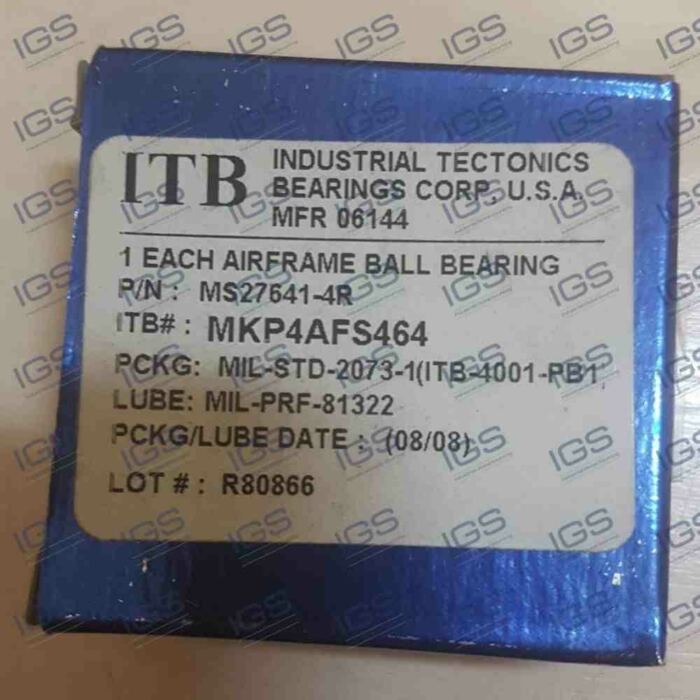 ITB
INDUSTRIAL TECTONICS
BEARINGS CORP, U.S.A.
MFR 06144
1 EACH AIRFRAME BALL BEARING
P/N : MS27641-4R
ITB# : MKP4AFS464
PCKG: MIL-STD-2073-1(ITB-4001-PB1
LUBE: MIL-PRF-81322
PCKG/LUBE DATE : (08/08)
LOT # : R80866
IGS